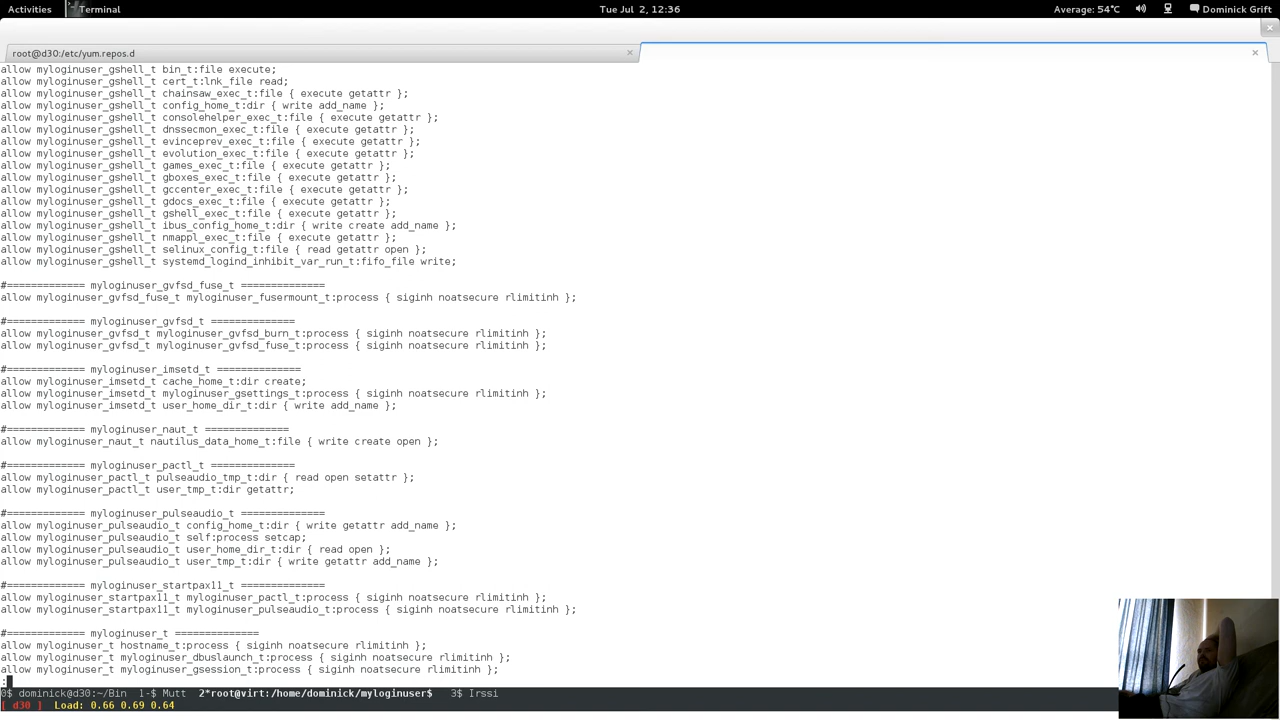 Activities Terminal Tue Jul 2, 12:36 Average: 54°C Dominick Grift
root@d30:/etc/yum.repos.d
allow myloginuser_gshell_t bin_t:file execute;
allow myloginuser_gshell_t cert_t:lnk_file read;
allow myloginuser_gshell_t chainsaw_exec_t:file { execute getattr };
allow myloginuser_gshell_t config_home_t:dir { write add_name };
allow myloginuser_gshell_t consolehelper_exec_t:file { execute getattr };
allow myloginuser_gshell_t dnssecmon_exec_t:file { execute getattr };
allow myloginuser_gshell_t evinceprev_exec_t:file { execute getattr };
allow myloginuser_gshell_t evolution_exec_t:file { execute getattr };
allow myloginuser_gshell_t games_exec_t:file { execute getattr };
allow myloginuser_gshell_t gboxes_exec_t:file { execute getattr };
allow myloginuser_gshell_t gccenter_exec_t:file { execute getattr };
allow myloginuser_gshell_t gdocs_exec_t:file { execute getattr };
allow myloginuser_gshell_t gshell_exec_t:file { execute getattr };
allow myloginuser_gshell_t ibus_config_home_t:dir { write create add_name };
allow myloginuser_gshell_t nmappl_exec_t:file { execute getattr };
allow myloginuser_gshell_t selinux_config_t:file { read getattr open };
allow myloginuser_gshell_t systemd_logind_inhibit_var_run_t:fifo_file write;
#============= myloginuser_gvfsd_fuse_t ==============
allow myloginuser_gvfsd_fuse_t myloginuser_fusermount_t:process { siginh noatsecure rlimitinh };
#============= myloginuser_gvfsd_t ==============
allow myloginuser_gvfsd_t myloginuser_gvfsd_burn_t:process { siginh noatsecure rlimitinh };
allow myloginuser_gvfsd_t myloginuser_gvfsd_fuse_t:process { siginh noatsecure rlimitinh };
#============= myloginuser_imsetd_t ==============
allow myloginuser_imsetd_t cache_home_t:dir create;
allow myloginuser_imsetd_t myloginuser_gsettings_t:process { siginh noatsecure rlimitinh };
allow myloginuser_imsetd_t user_home_dir_t:dir { write add_name };
#============= myloginuser_naut_t ==============
allow myloginuser_naut_t nautilus_data_home_t:file { write create open };
#============= myloginuser_pactl_t ==============
allow myloginuser_pactl_t pulseaudio_tmp_t:dir { read open setattr };
allow myloginuser_pactl_t user_tmp_t:dir getattr;
#============= myloginuser_pulseaudio_t ==============
allow myloginuser_pulseaudio_t config_home_t:dir { write getattr add_name };
allow myloginuser_pulseaudio_t self:process setcap;
allow myloginuser_pulseaudio_t user_home_dir_t:dir { read open };
allow myloginuser_pulseaudio_t user_tmp_t:dir { write getattr add_name };
#============= myloginuser_startpax11_t ==============
allow myloginuser_startpax11_t myloginuser_pactl_t:process { siginh noatsecure rlimitinh };
allow myloginuser_startpax11_t myloginuser_pulseaudio_t:process { siginh noatsecure rlimitinh };
#============= myloginuser_t ==============
allow myloginuser_t hostname_t:process { siginh noatsecure rlimitinh };
allow myloginuser_t myloginuser_dbuslaunch_t:process { siginh noatsecure rlimitinh };
allow myloginuser_t myloginuser_gsession_t:process { siginh noatsecure rlimitinh };
:
0$ dominick@d30:~/Bin 1-$ Mutt 2*root@virt:/home/dominick/myloginuser$ 3$ Irssi
[ d30 ] Load: 0.66 0.69 0.64